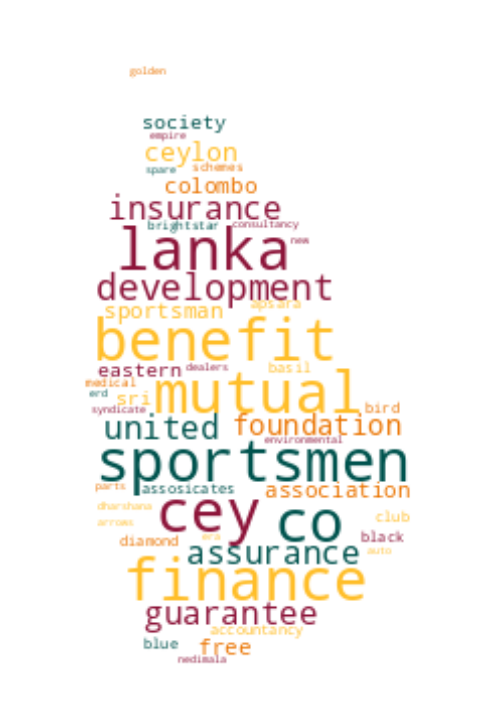 golden
society
empire
ceylon
spare schemes
colombo
insurance
brightstar consultancy
lanka new
development
sportsman apsara
benefit
eastern dealers basil
medical
erd sri mutual
syndicate bird
united foundation
environmental
sportsmen
parts assosicates association
dharshana cey co club
arrows
diamond era black
assurance auto
finance
guarantee
accountancy
blue free
nedimala